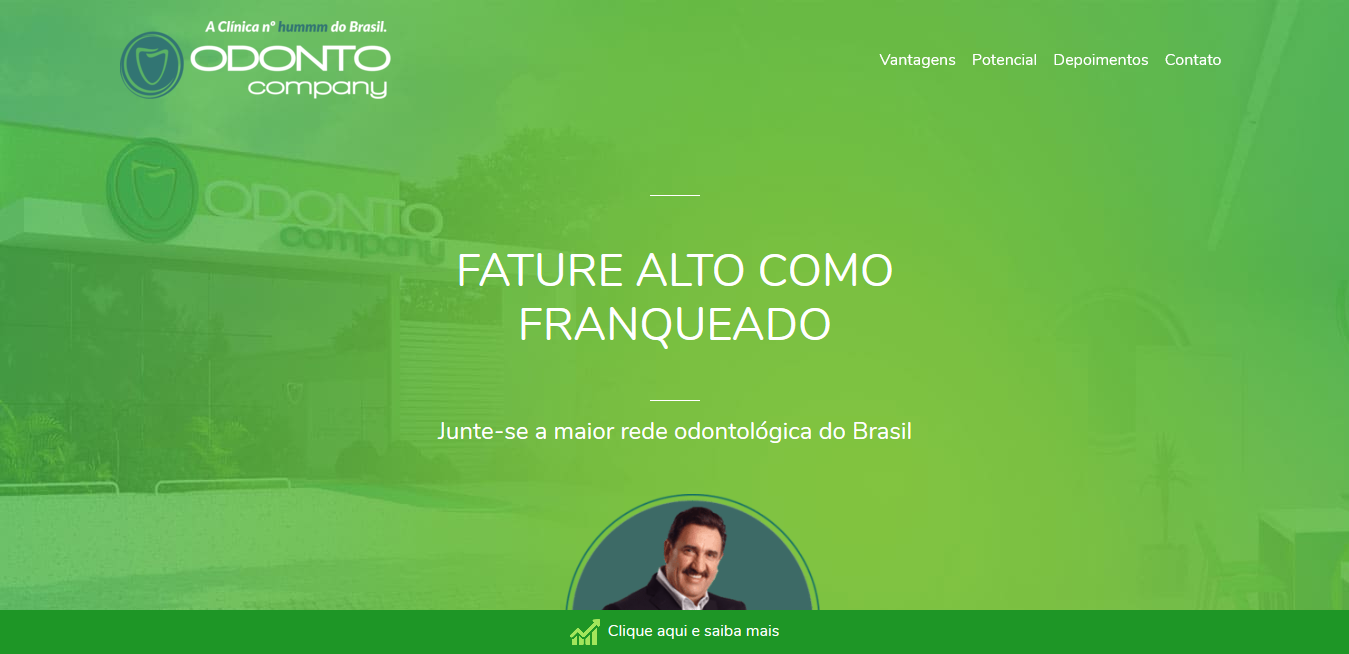 A Clínica nº hummm do Brasil.
ODONTO
company
Vantagens Potencial Depoimentos Contato
ODONTO
company
FATURE ALTO COMO
FRANQUEADO
Junte-se a maior rede odontológica do Brasil
Clique aqui e saiba mais